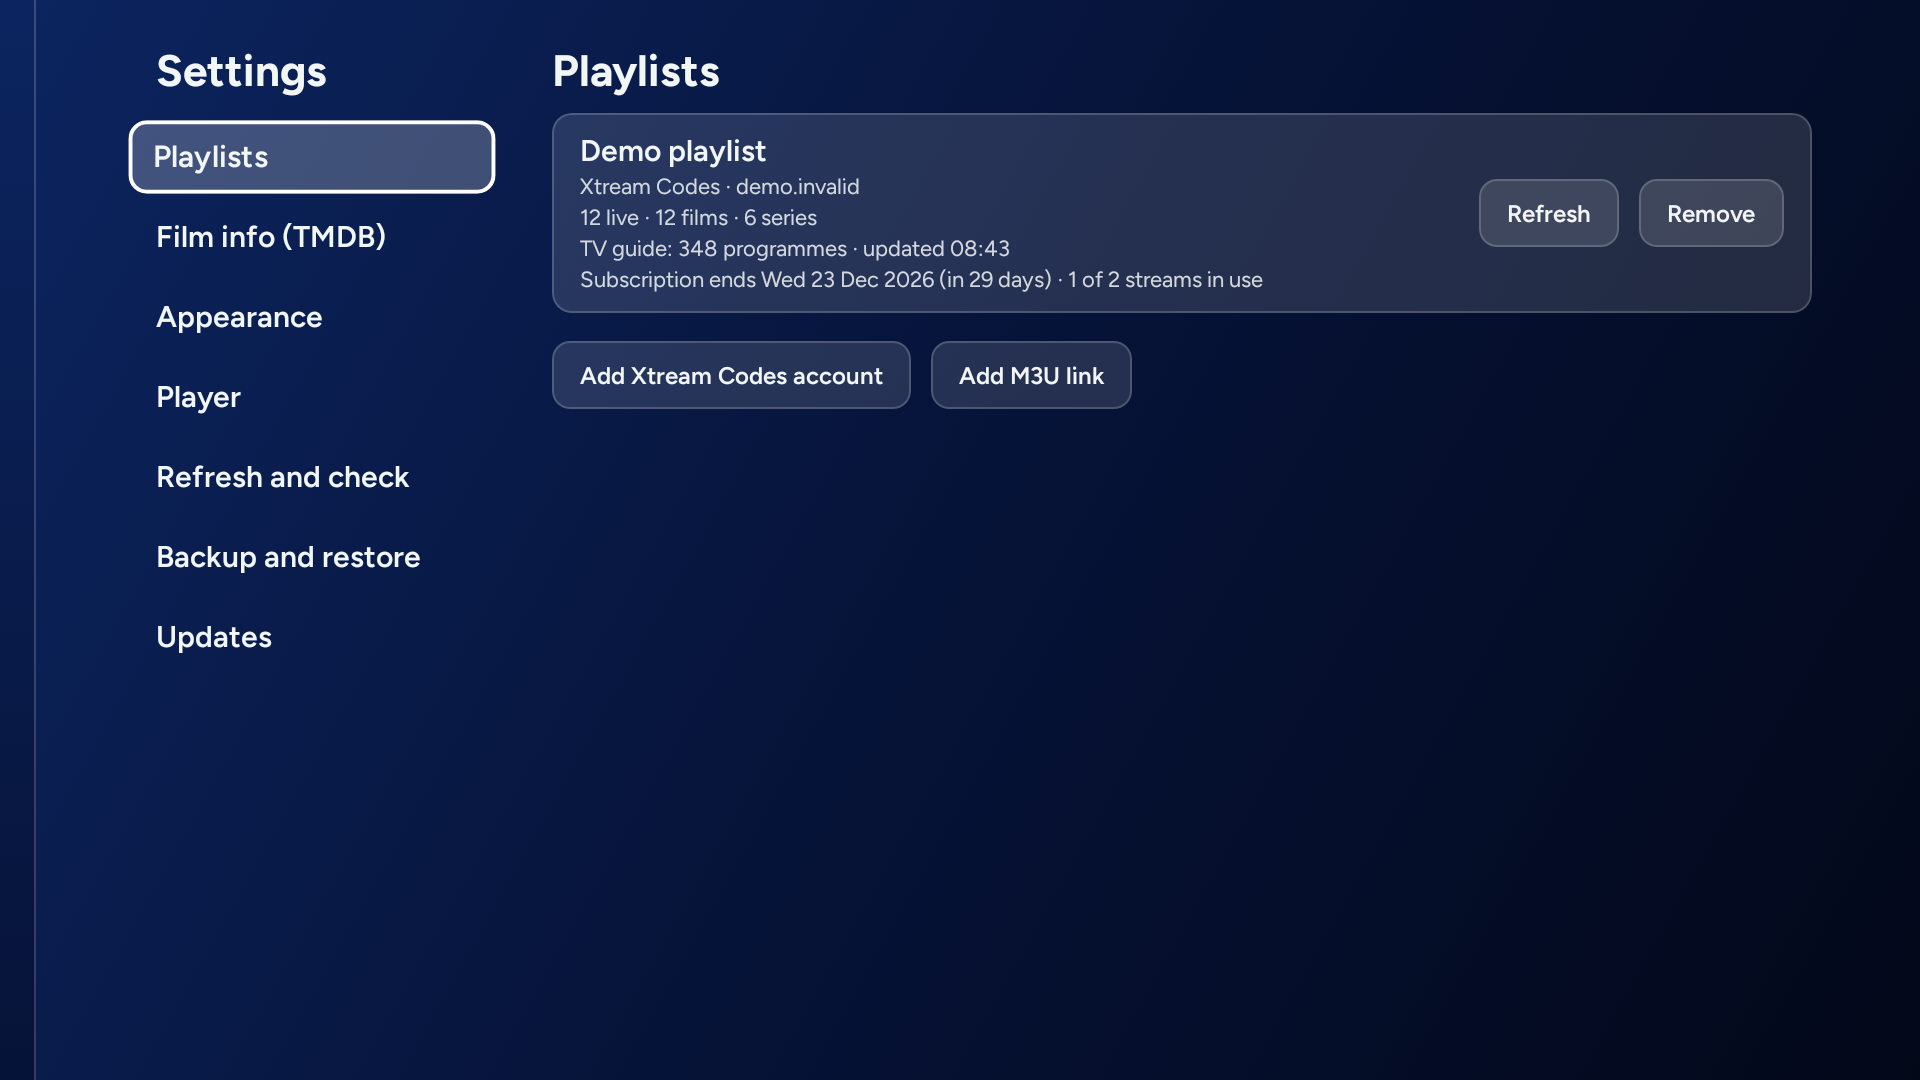 Settings
Playlists
Film info (TMDB)
Appearance
Player
Refresh and check
Backup and restore
Updates
Playlists
Demo playlist
Xtream Codes · demo.invalid
12 live · 12 films · 6 series
TV guide: 348 programmes · updated 08:43
Subscription ends Wed 23 Dec 2026 (in 29 days) · 1 of 2 streams in use
Refresh
Remove
Add Xtream Codes account
Add M3U link